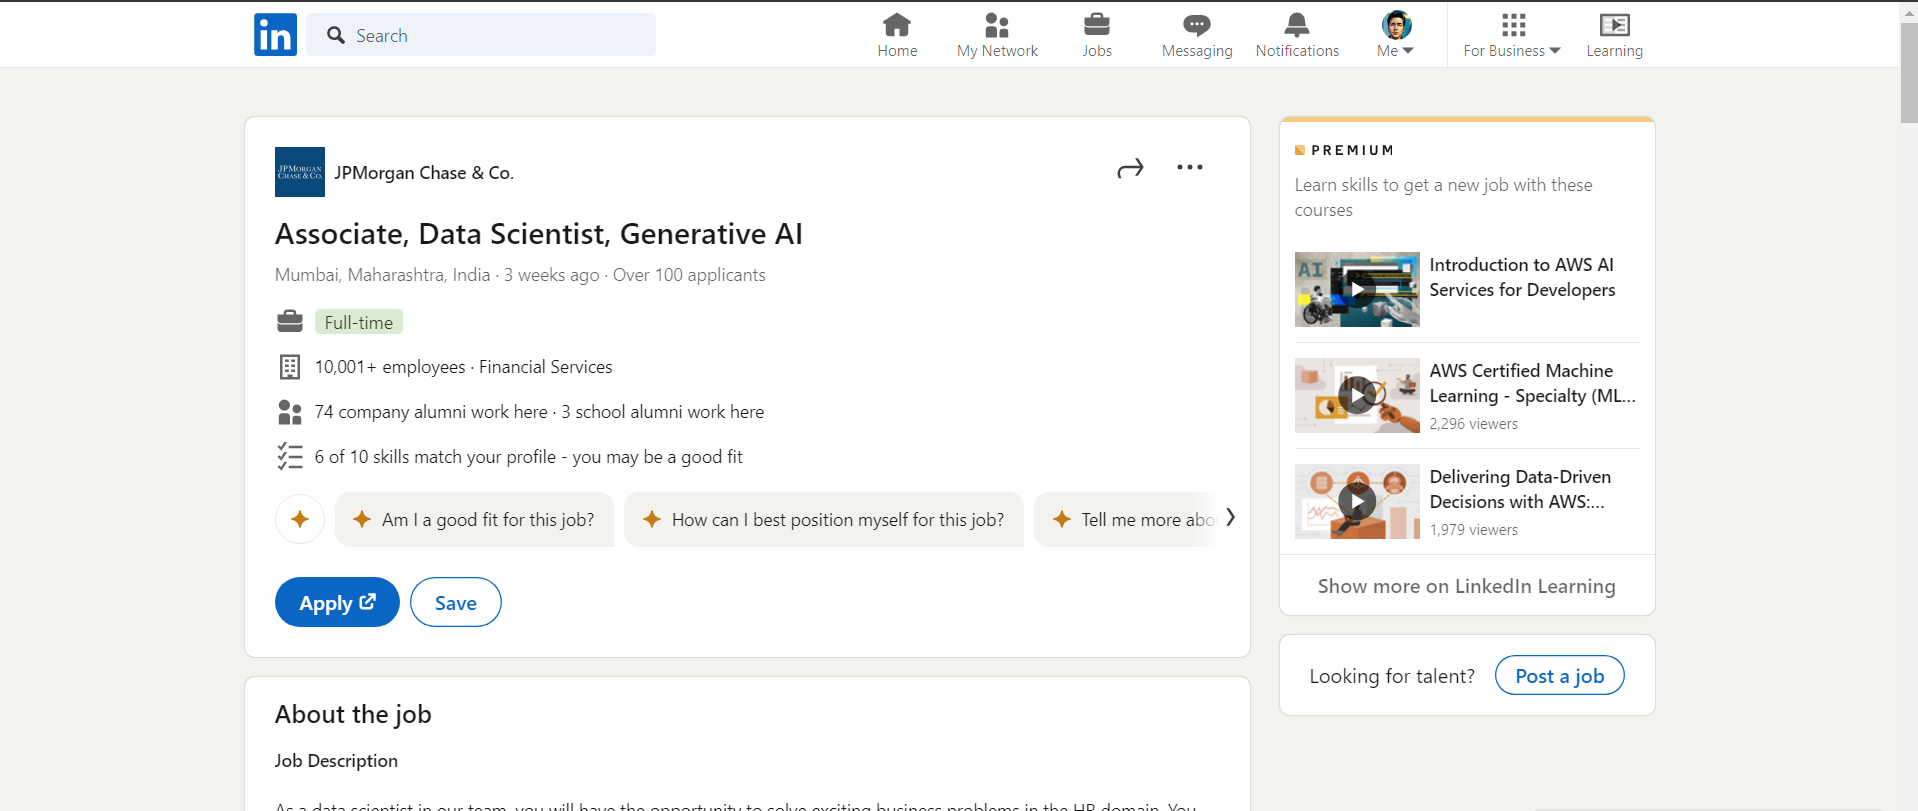 in
Search
Home
My Network
Jobs
Messaging
Notifications
Me
For Business
Learning
JPMORGAN
CHASE & CO.
JPMorgan Chase & Co.
Associate, Data Scientist, Generative AI
Mumbai, Maharashtra, India · 3 weeks ago · Over 100 applicants
Full-time
10,001+ employees · Financial Services
74 company alumni work here · 3 school alumni work here
6 of 10 skills match your profile - you may be a good fit
Am I a good fit for this job?
How can I best position myself for this job?
Tell me more abo
Apply
Save
About the job
Job Description
As a data scientist in our team, you will have the opportunity to solve exciting business problems in the HR domain. You
PREMIUM
Learn skills to get a new job with these
courses
AI
Introduction to AWS AI
Services for Developers
AWS Certified Machine
Learning - Specialty (ML...
2,296 viewers
Delivering Data-Driven
Decisions with AWS:...
1,979 viewers
Show more on LinkedIn Learning
Looking for talent?
Post a job